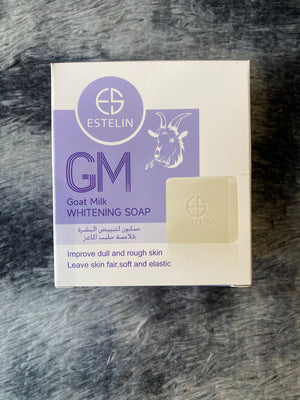 ESTELIN
GM
Goat Milk
WHITENING SOAP
صابون لتبييض البشرة
خلاصة حليب الماعز
ESTELIN
Improve dull and rough skin
Leave skin fair,soft and elastic